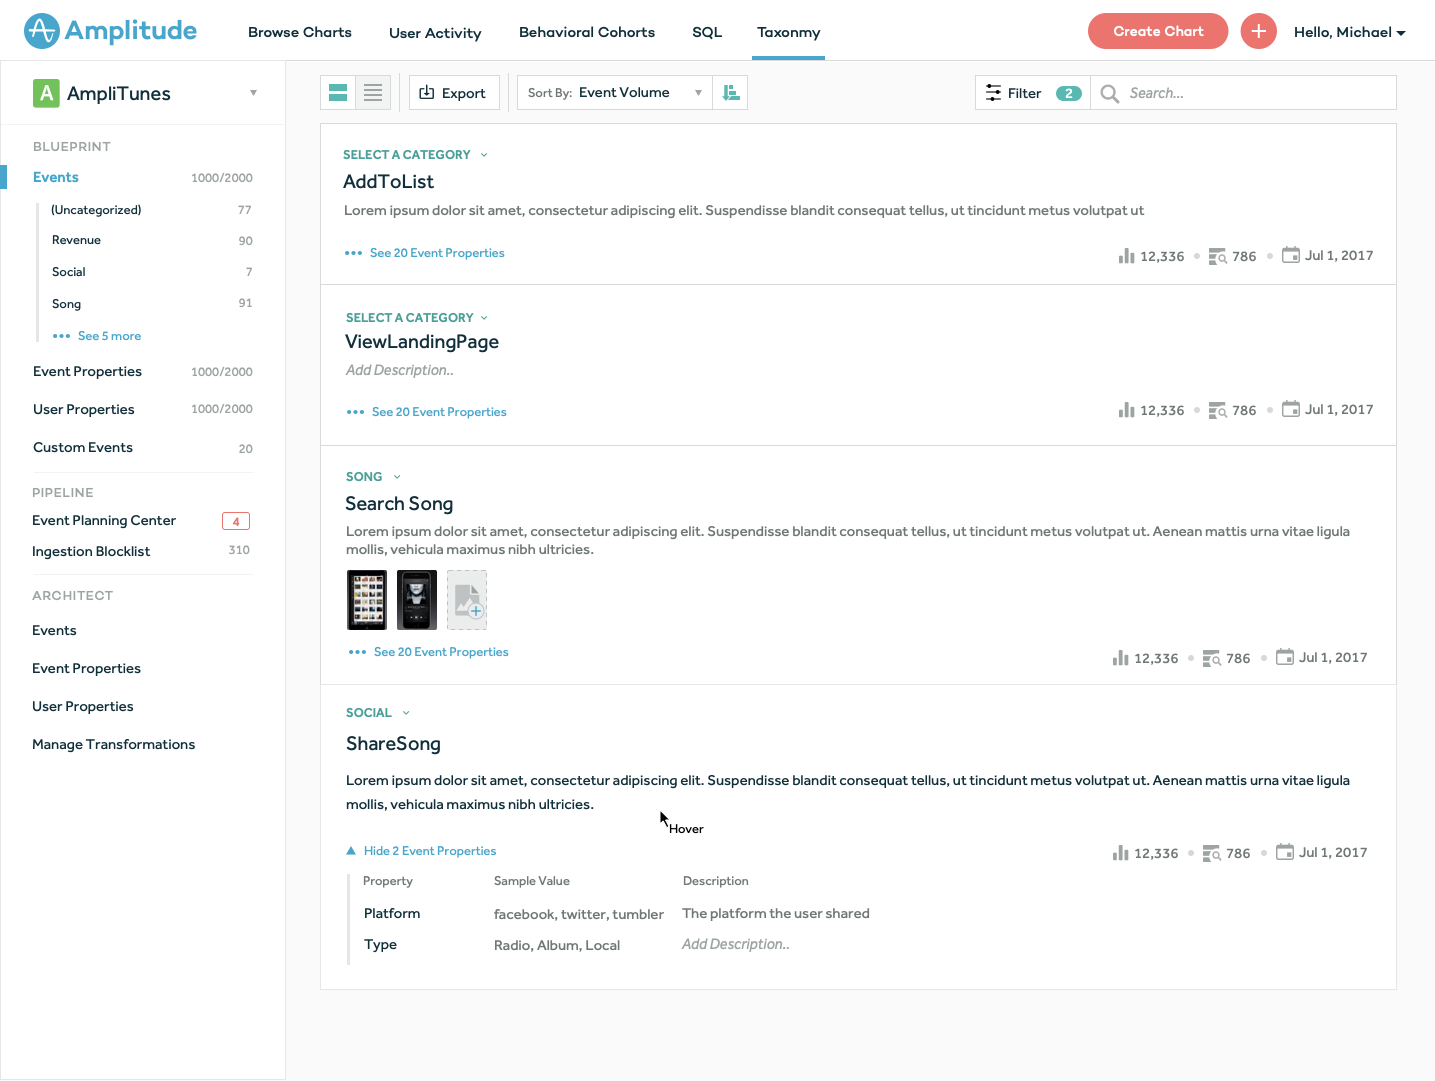 Amplitude
Browse Charts
User Activity
Behavioral Cohorts
SQL
Taxonmy
Create Chart
Hello, Michael
A AmpliTunes
BLUEPRINT
Events 1000/2000
(Uncategorized) 77
Revenue 90
Social 7
Song 91
See 5 more
Event Properties 1000/2000
User Properties 1000/2000
Custom Events 20
PIPELINE
Event Planning Center 4
Ingestion Blocklist 310
ARCHITECT
Events
Event Properties
User Properties
Manage Transformations
Export
Sort By: Event Volume
Filter 2
Search...
SELECT A CATEGORY
AddToList
Lorem ipsum dolor sit amet, consectetur adipiscing elit. Suspendisse blandit consequat tellus, ut tincidunt metus volutpat ut
See 20 Event Properties
12,336 786 Jul 1, 2017
SELECT A CATEGORY
ViewLandingPage
Add Description..
See 20 Event Properties
12,336 786 Jul 1, 2017
SONG
Search Song
Lorem ipsum dolor sit amet, consectetur adipiscing elit. Suspendisse blandit consequat tellus, ut tincidunt metus volutpat ut. Aenean mattis urna vitae ligula
mollis, vehicula maximus nibh ultricies.
See 20 Event Properties
12,336 786 Jul 1, 2017
SOCIAL
ShareSong
Lorem ipsum dolor sit amet, consectetur adipiscing elit. Suspendisse blandit consequat tellus, ut tincidunt metus volutpat ut. Aenean mattis urna vitae ligula
mollis, vehicula maximus nibh ultricies.
Hover
Hide 2 Event Properties
12,336 786 Jul 1, 2017
Property Sample Value Description
Platform facebook, twitter, tumbler The platform the user shared
Type Radio, Album, Local Add Description..